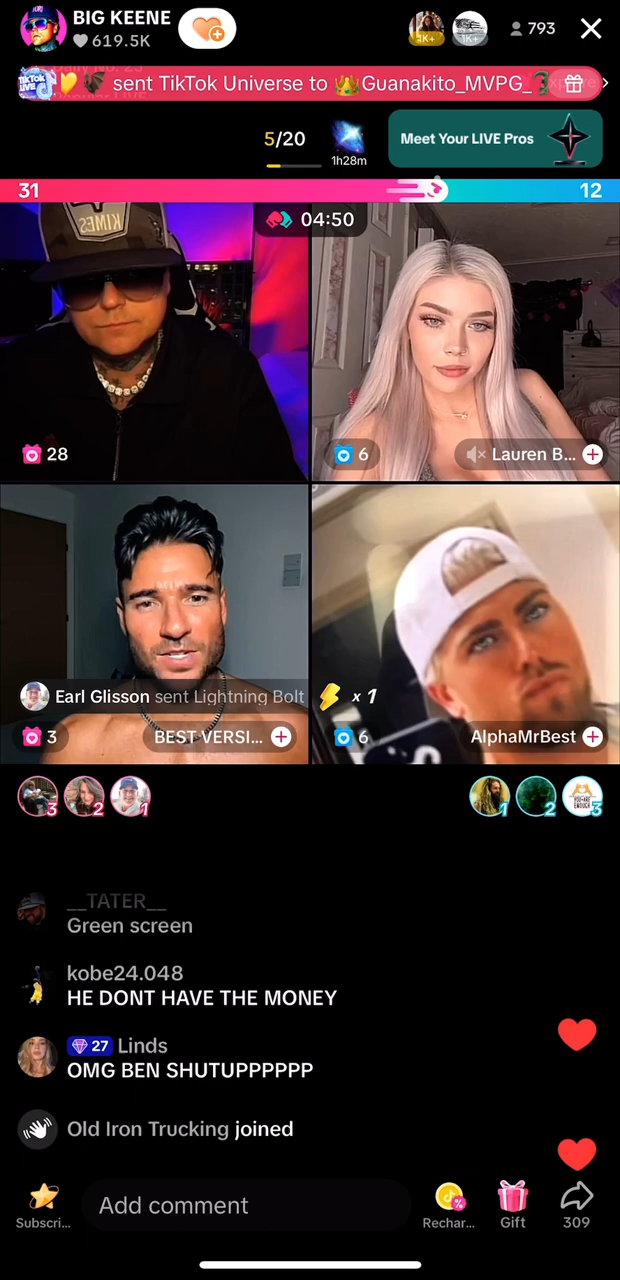 BIG KEENE
619.5K
1K+
1K+
793
sent TikTok Universe to 👑Guanakito_MVPG_
5/20
1h28m
Meet Your LIVE Pros
31
12
04:50
KIMES
28
6
Lauren B...
Earl Glisson sent Lightning Bolt
x 1
3
BEST VERSI...
6
AlphaMrBest
3
2
1
1
2
3
__TATER__
Green screen
kobe24.048
HE DONT HAVE THE MONEY
27 Linds
OMG BEN SHUTUPPPPPP
Old Iron Trucking joined
Add comment
Subscri...
Rechar...
Gift
309